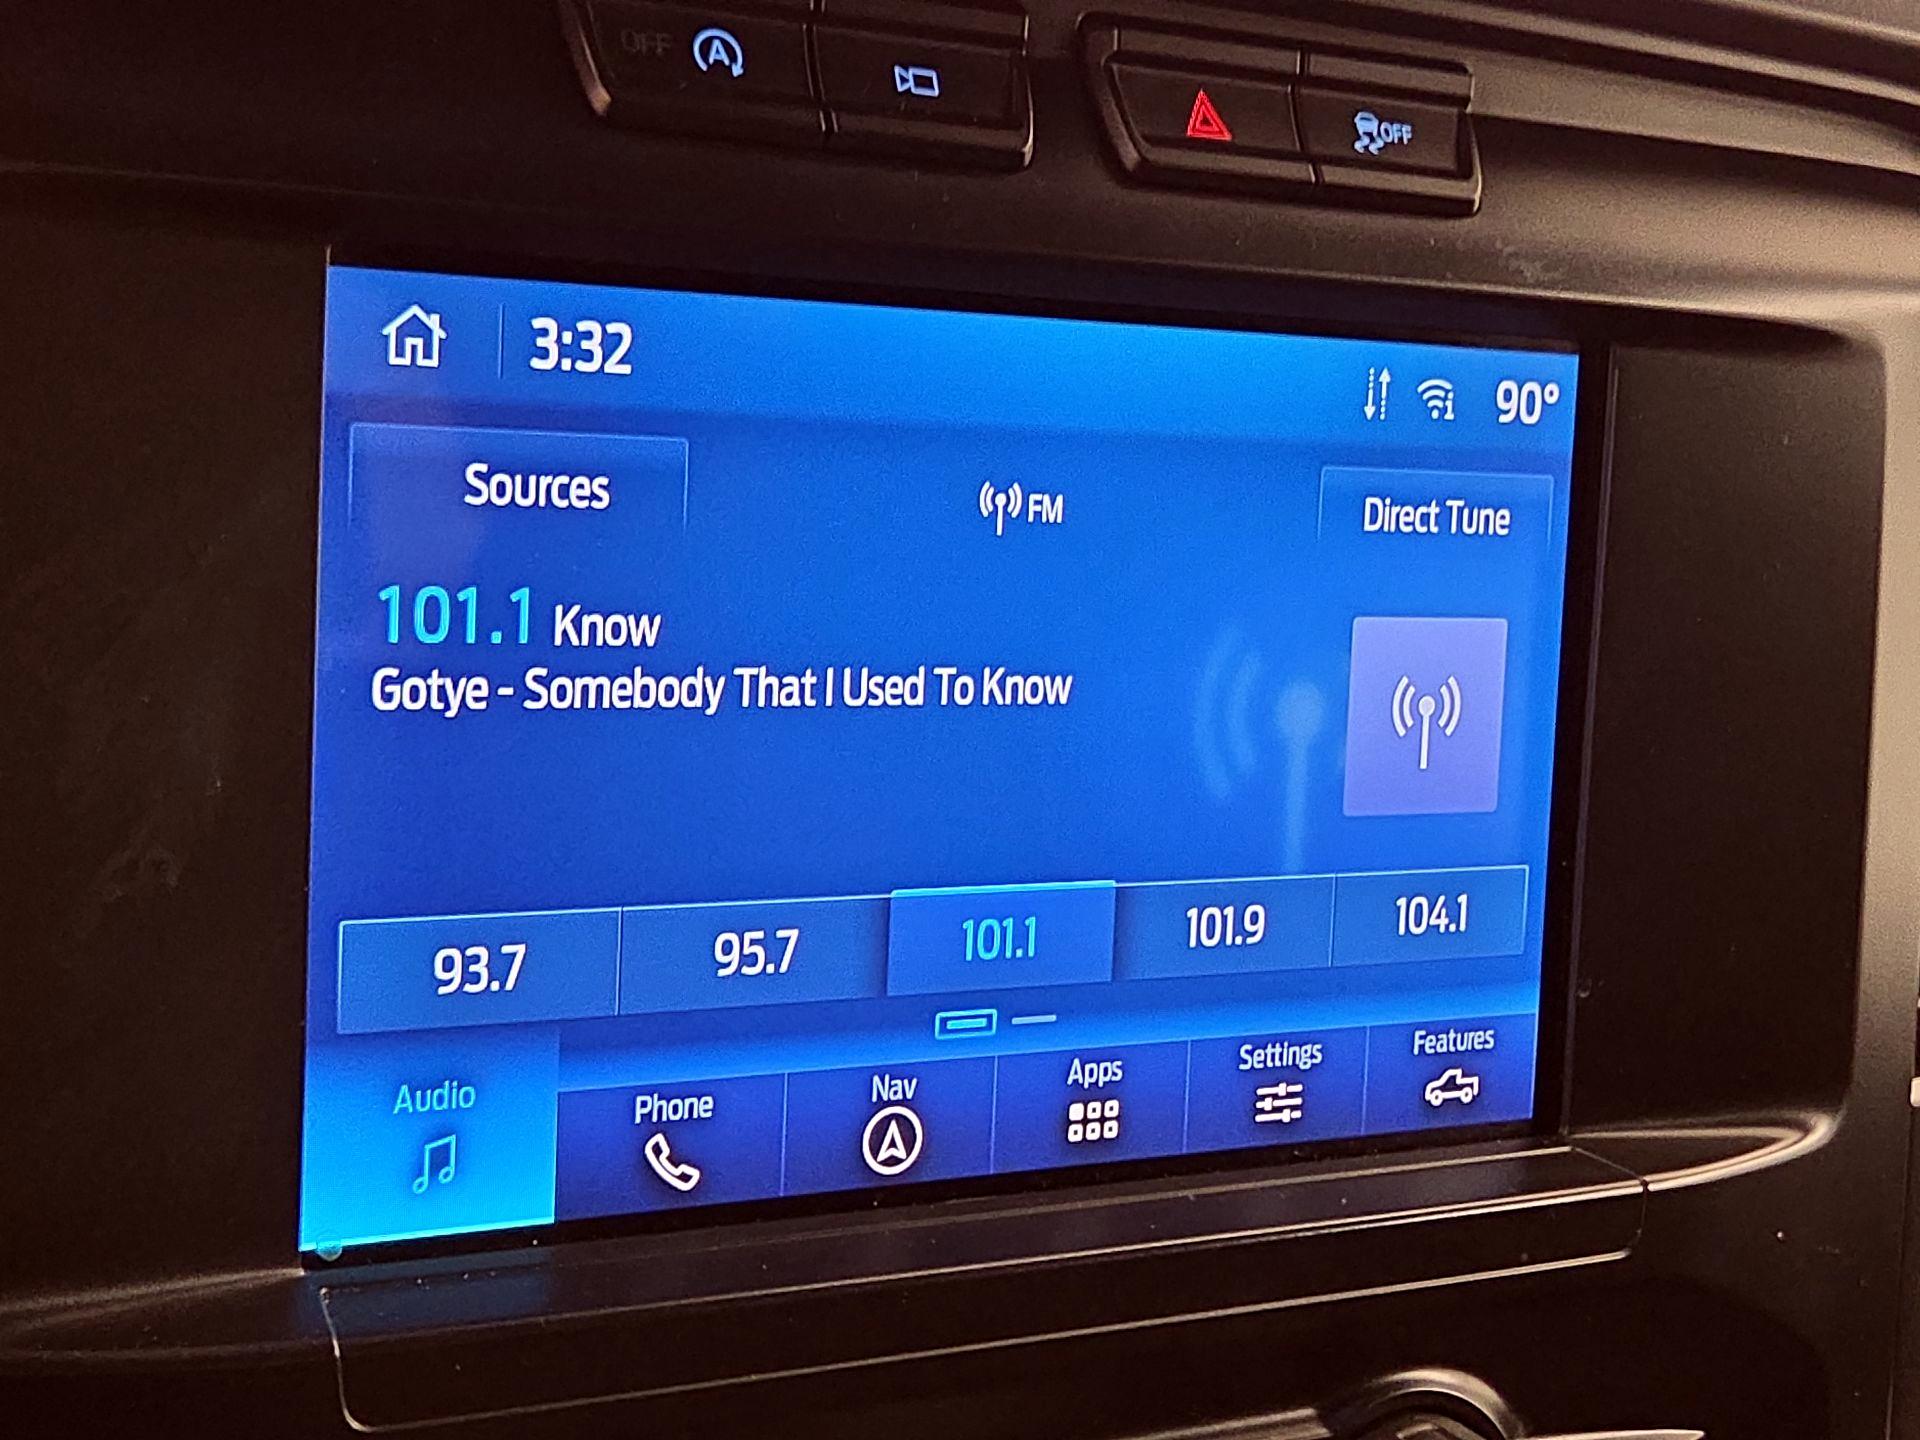 OFF A
OFF
3:32
90°
Sources
FM
Direct Tune
101.1 Know
Gotye - Somebody That I Used To Know
93.7
95.7
101.1
101.9
104.1
Audio
Phone
Nav
Apps
Settings
Features